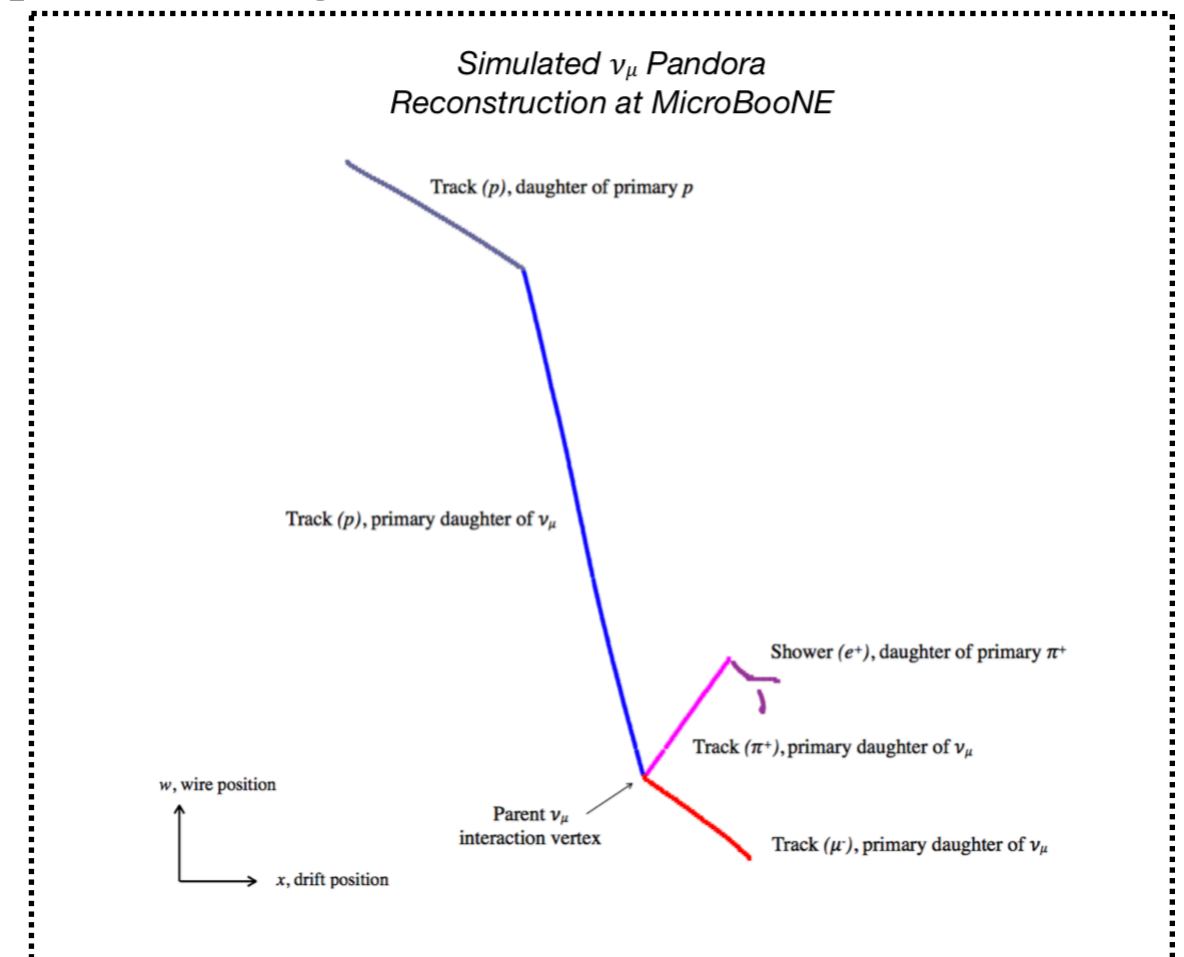 Simulated νμ Pandora
Reconstruction at MicroBooNE
Track (p), daughter of primary p
Track (p), primary daughter of νμ
Shower (e⁺), daughter of primary π⁺
Track (π⁺), primary daughter of νμ
w, wire position
Parent νμ
interaction vertex
Track (μ⁻), primary daughter of νμ
x, drift position